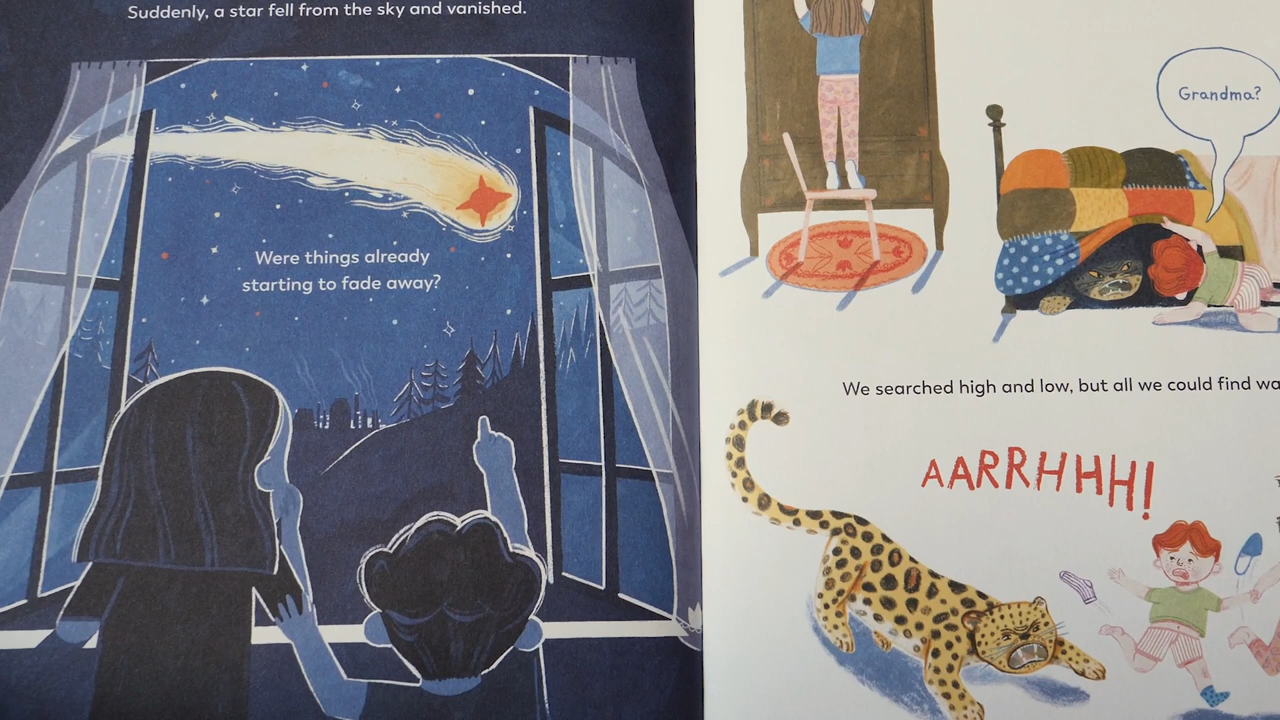 Suddenly, a star fell from the sky and vanished.
Were things already
starting to fade away?
Grandma?
We searched high and low, but all we could find
AARRHHH!